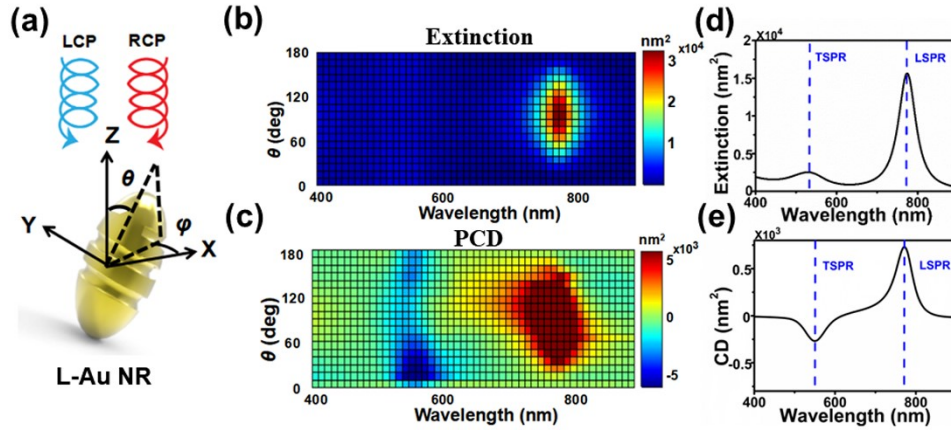 (a)
LCP RCP
Z
θ
Y
φ
X
L-Au NR
(b)
Extinction
nm²
×10⁴
180
120
60
0
θ (deg)
3
2
1
400 600 800
Wavelength (nm)
(c)
PCD
nm²
×10³
180
120
60
0
θ (deg)
5
0
-5
400 600 800
Wavelength (nm)
(d)
X10⁴
2
1.5
1
0.5
0
Extinction (nm²)
TSPR LSPR
400 600 800
Wavelength (nm)
(e)
X10³
0.5
0
-0.5
CD (nm²)
TSPR LSPR
400 600 800
Wavelength (nm)